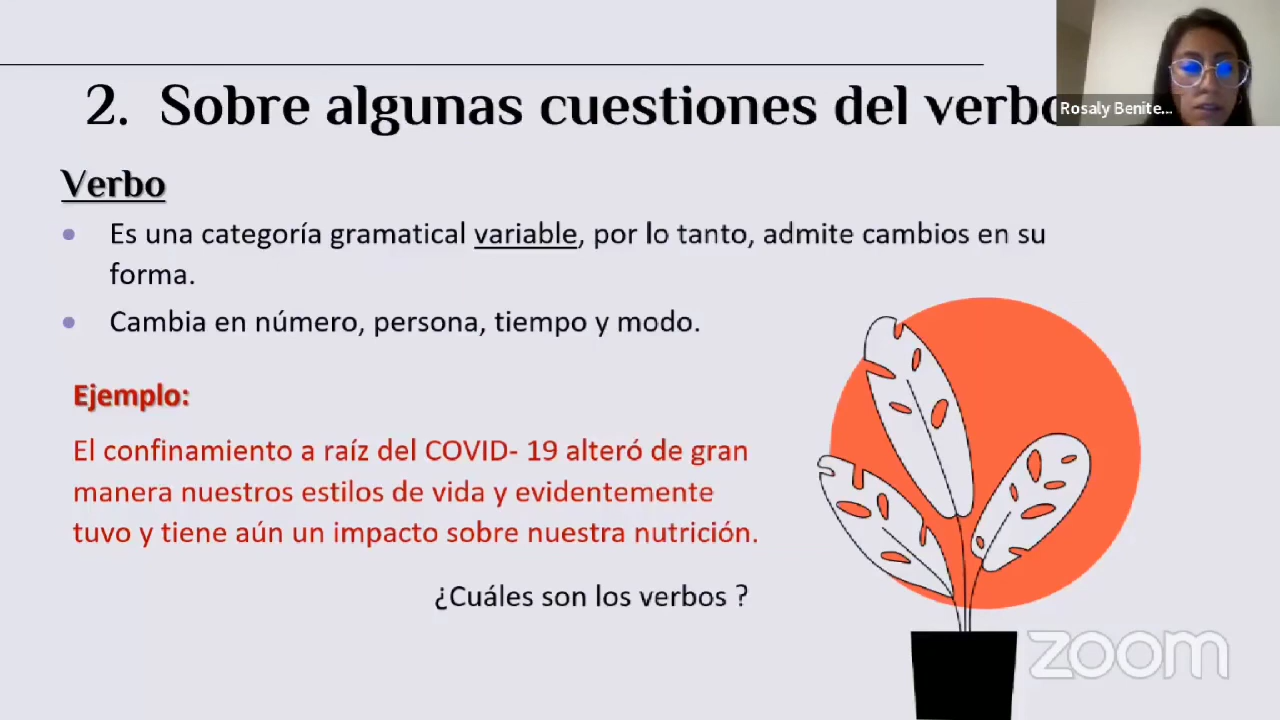 2. Sobre algunas cuestiones del verbo
Rosaly Benite...
Verbo
Es una categoría gramatical variable, por lo tanto, admite cambios en su
forma.
Cambia en número, persona, tiempo y modo.
Ejemplo:
El confinamiento a raíz del COVID- 19 alteró de gran
manera nuestros estilos de vida y evidentemente
tuvo y tiene aún un impacto sobre nuestra nutrición.
¿Cuáles son los verbos ?
zoom